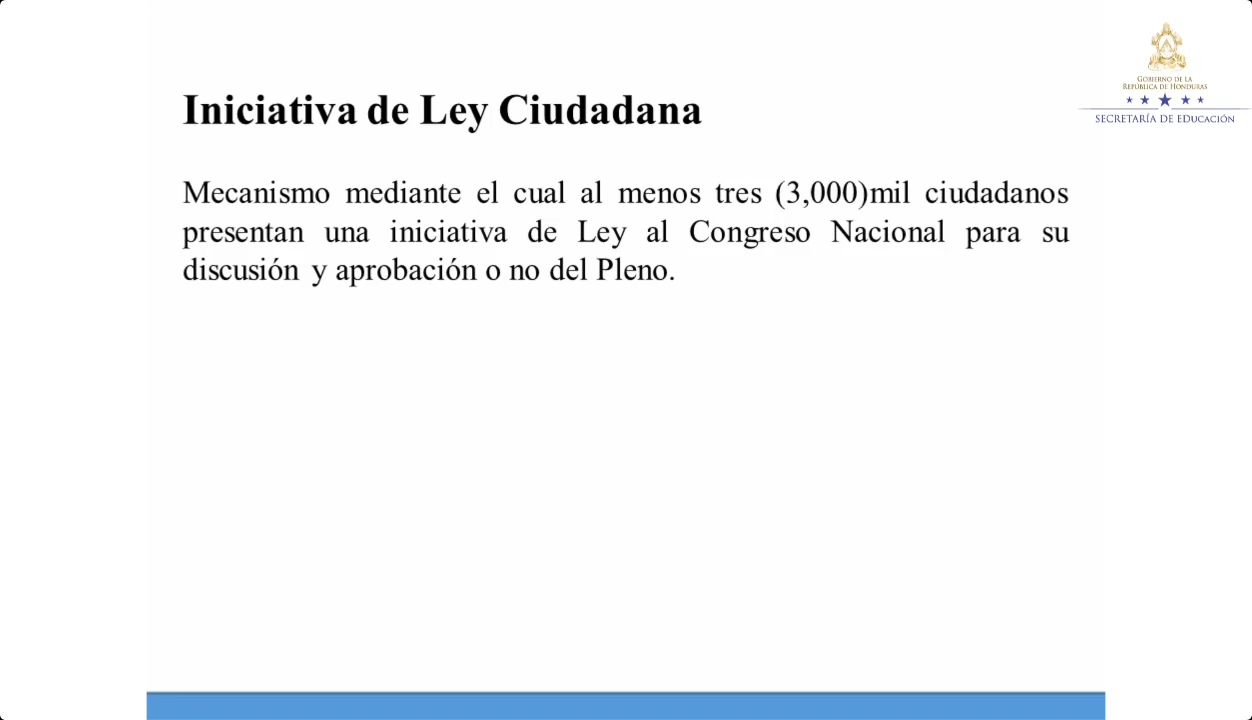 GOBIERNO DE LA
REPÚBLICA DE HONDURAS
SECRETARÍA DE EDUCACIÓN
Iniciativa de Ley Ciudadana
Mecanismo mediante el cual al menos tres (3,000)mil ciudadanos
presentan una iniciativa de Ley al Congreso Nacional para su
discusión y aprobación o no del Pleno.